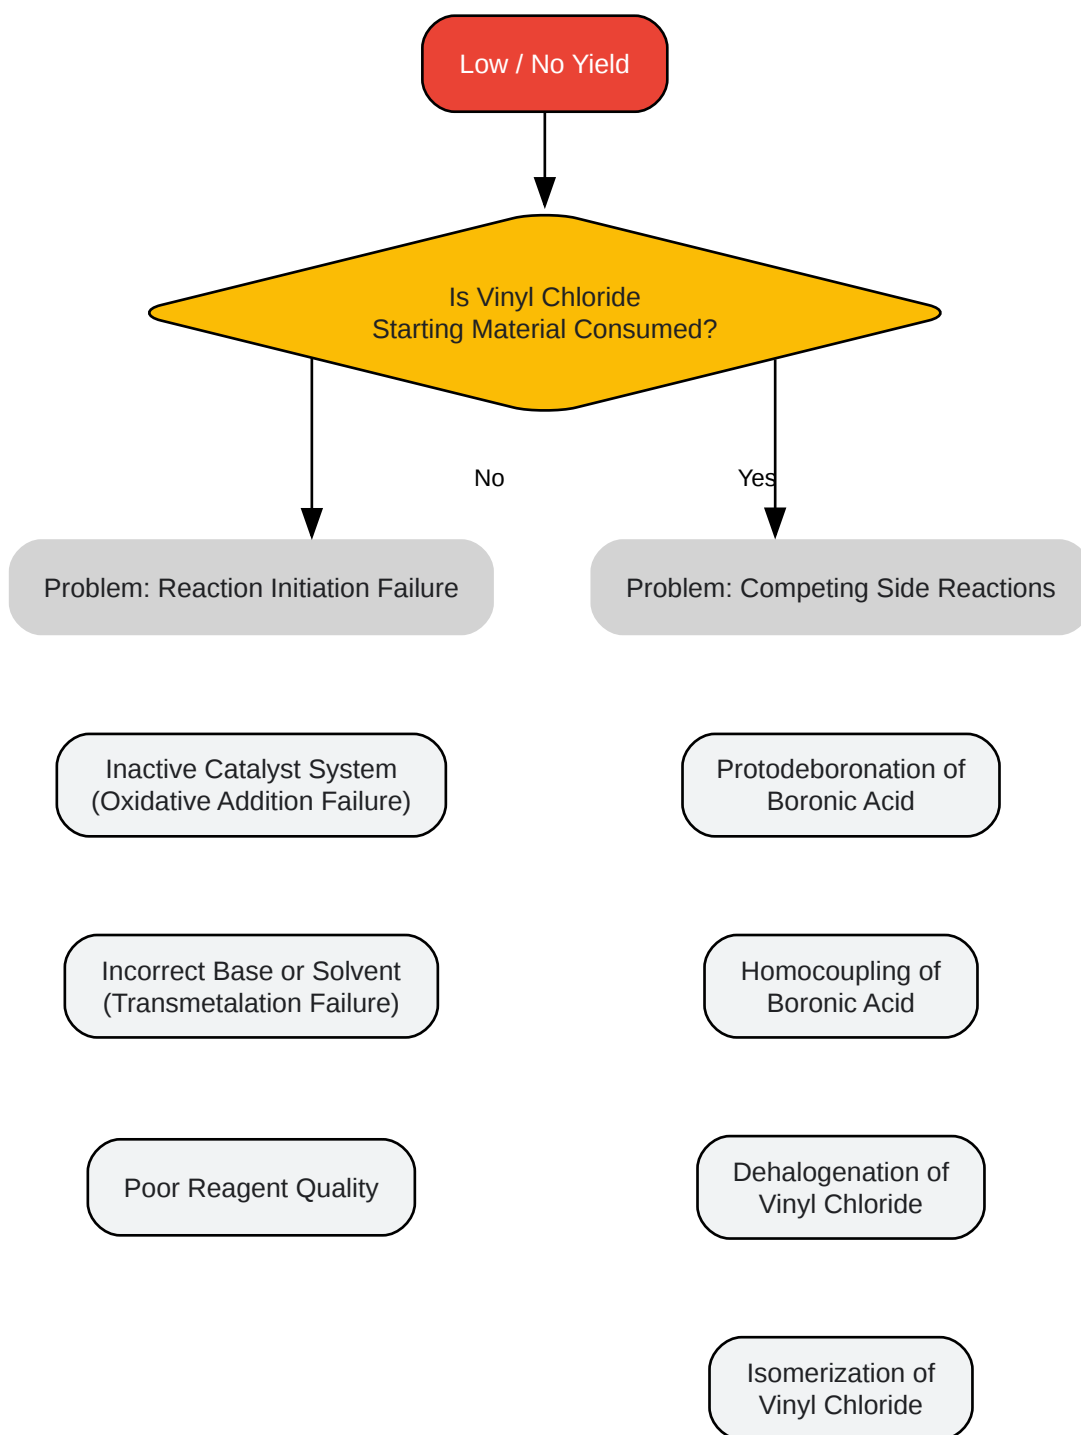 Low / No Yield
Is Vinyl Chloride
Starting Material Consumed?
No
Yes
Problem: Reaction Initiation Failure
Problem: Competing Side Reactions
Inactive Catalyst System
(Oxidative Addition Failure)
Protodeboronation of
Boronic Acid
Incorrect Base or Solvent
(Transmetalation Failure)
Homocoupling of
Boronic Acid
Poor Reagent Quality
Dehalogenation of
Vinyl Chloride
Isomerization of
Vinyl Chloride